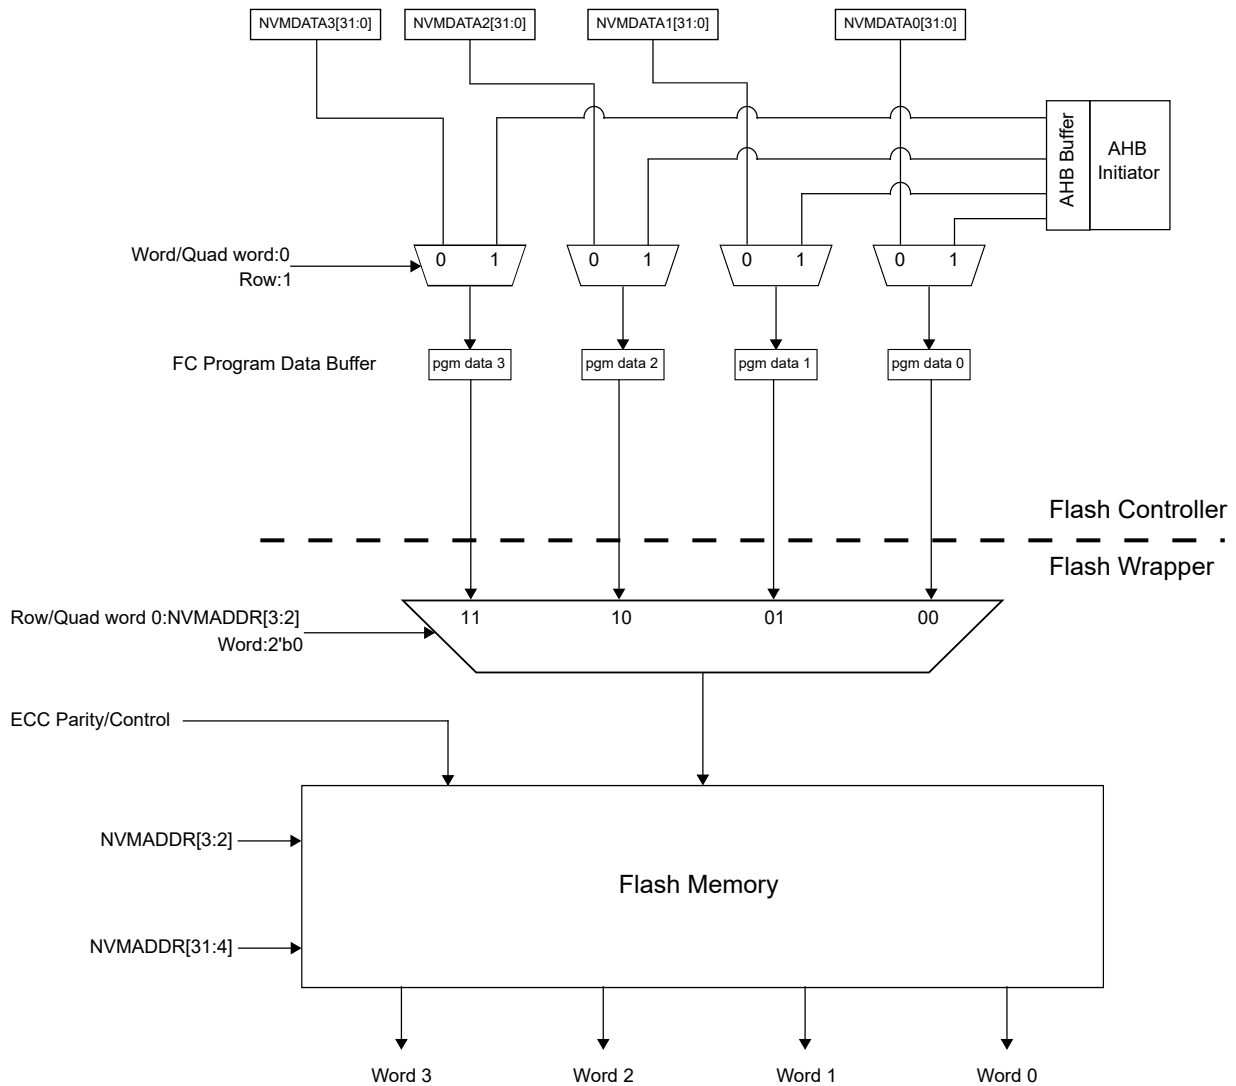 NVMDATA3[31:0]
NVMDATA2[31:0]
NVMDATA1[31:0]
NVMDATA0[31:0]
AHB Buffer
AHB
Initiator
Word/Quad word:0
Row:1
0 1
0 1
0 1
0 1
FC Program Data Buffer
pgm data 3
pgm data 2
pgm data 1
pgm data 0
Flash Controller
Flash Wrapper
Row/Quad word 0:NVMADDR[3:2]
Word:2'b0
11
10
01
00
ECC Parity/Control
NVMADDR[3:2]
Flash Memory
NVMADDR[31:4]
Word 3
Word 2
Word 1
Word 0